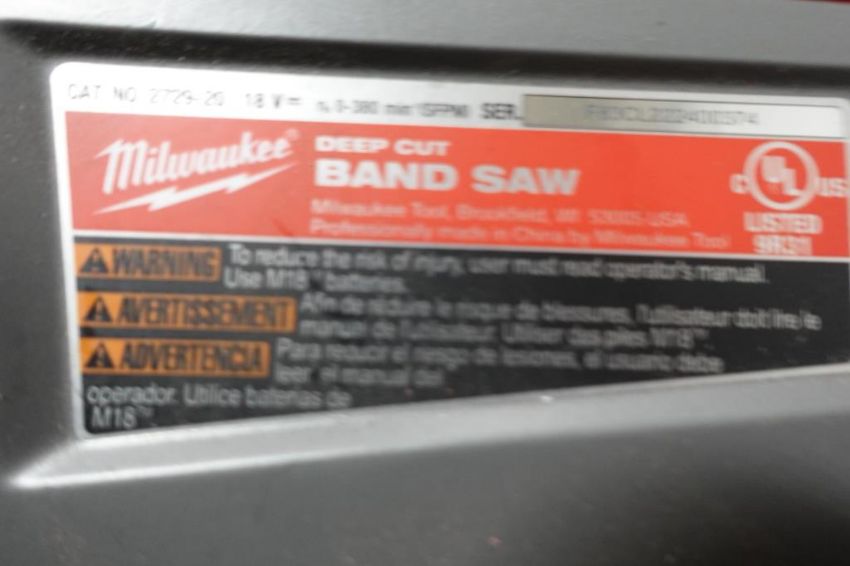 CAT NO. 2729-20 18 V⎓ n₀ 0-380 min⁻¹(SFPM) SER.
Milwaukee®
DEEP CUT
BAND SAW
Milwaukee Tool, Brookfield, WI 53005 USA
Professionally made in China by Milwaukee Tool
C UL US
LISTED
9R31
WARNING To reduce the risk of injury, user must read operator's manual.
Use M18™ batteries.
AVERTISSEMENT Afin de réduire le risque de blessures, l'utilisateur doit lire le
manuel de l'utilisateur. Utiliser des piles M18™.
ADVERTENCIA Para reducir el riesgo de lesiones, el usuario debe
leer el manual del
operador. Utilice baterías de
M18™.